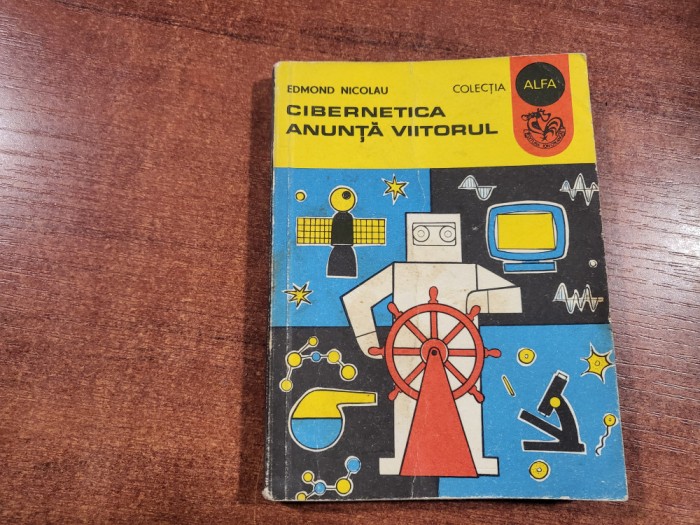 EDMOND NICOLAU
COLECȚIA
ALFA
CIBERNETICA
ANUNȚĂ VIITORUL